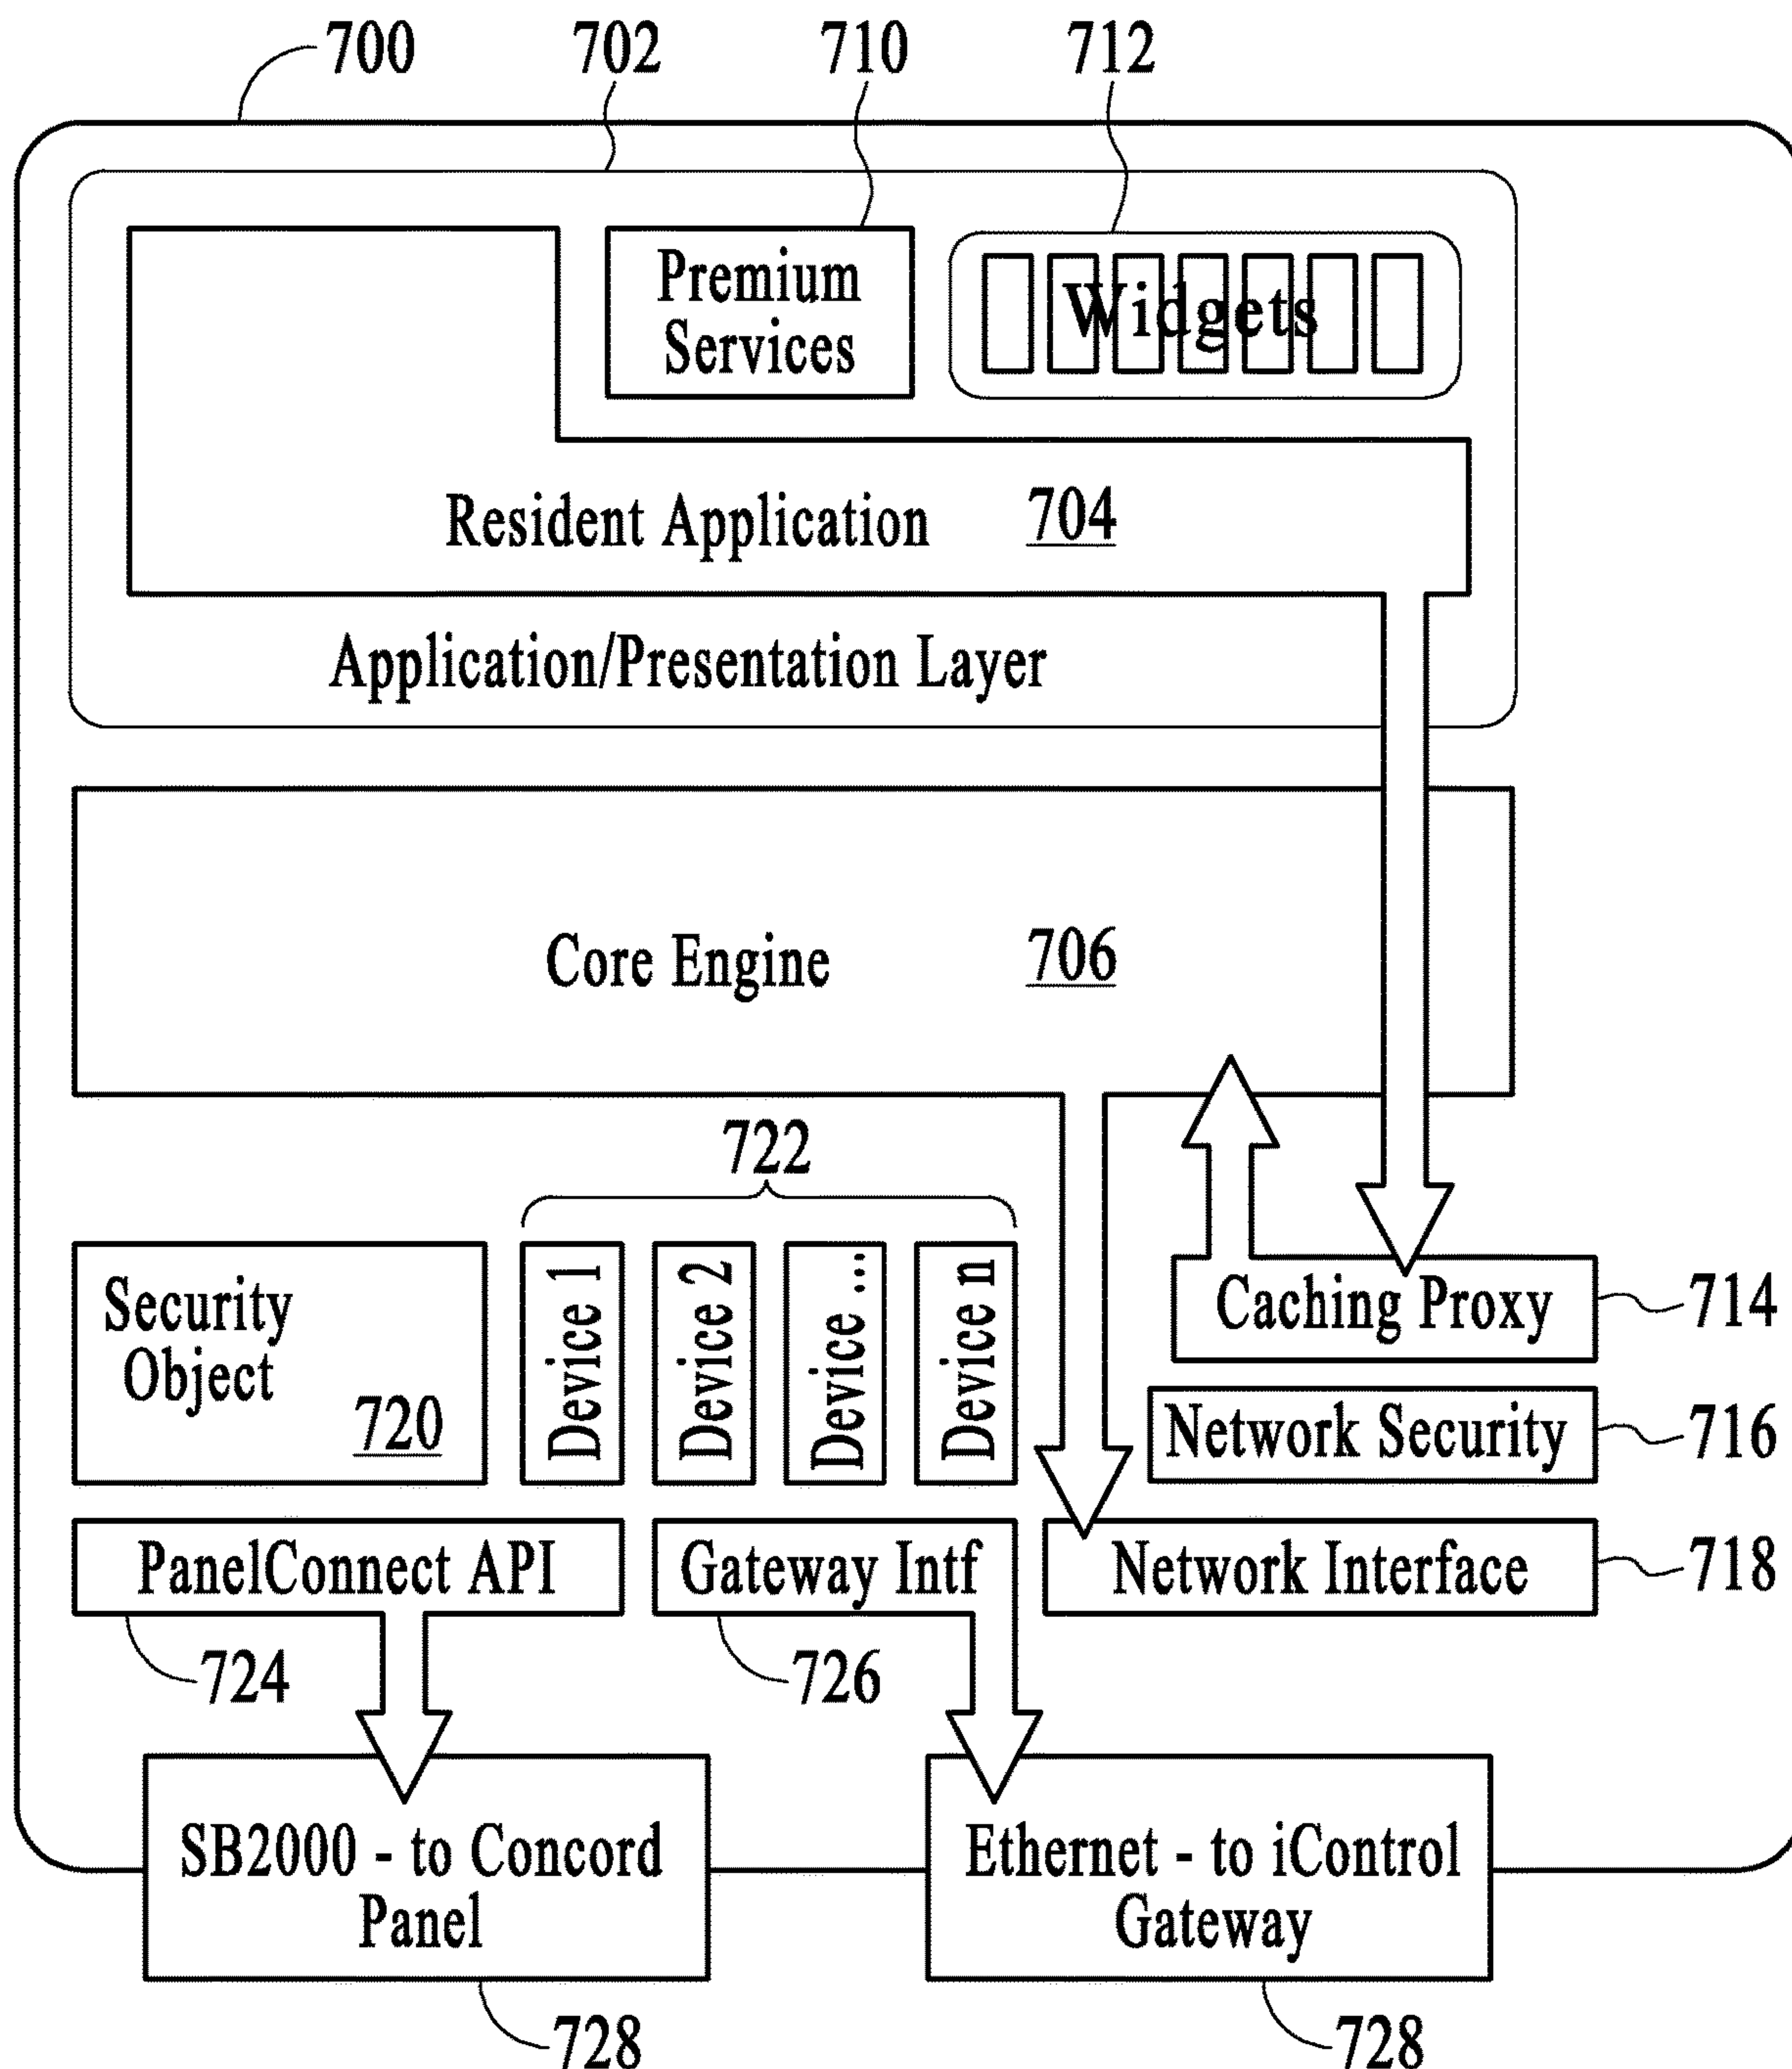 700 702 710 712
Premium
Services
Widgets
Resident Application 704
Application/Presentation Layer
Core Engine 706
722
Security
Object
720
Device 1
Device 2
Device ...
Device n
Caching Proxy 714
Network Security 716
PanelConnect API
Gateway Intf
Network Interface 718
724
726
SB2000 - to Concord
Panel
Ethernet - to iControl
Gateway
728
728